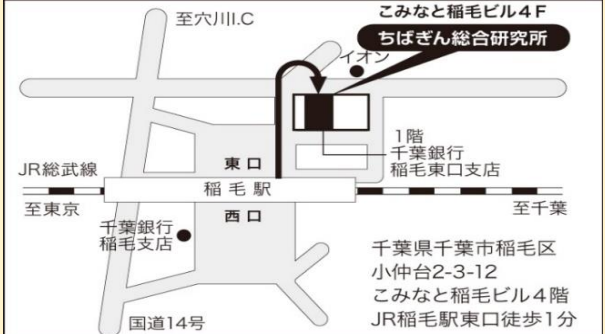 至穴川I.C
こみなと稲毛ビル4F
ちばぎん総合研究所
イオン
1階
千葉銀行
稲毛東口支店
JR総武線
東口
稲毛駅
西口
至東京
至千葉
千葉銀行
稲毛支店
国道14号
千葉県千葉市稲毛区
小仲台2-3-12
こみなと稲毛ビル4階
JR稲毛駅東口徒歩1分